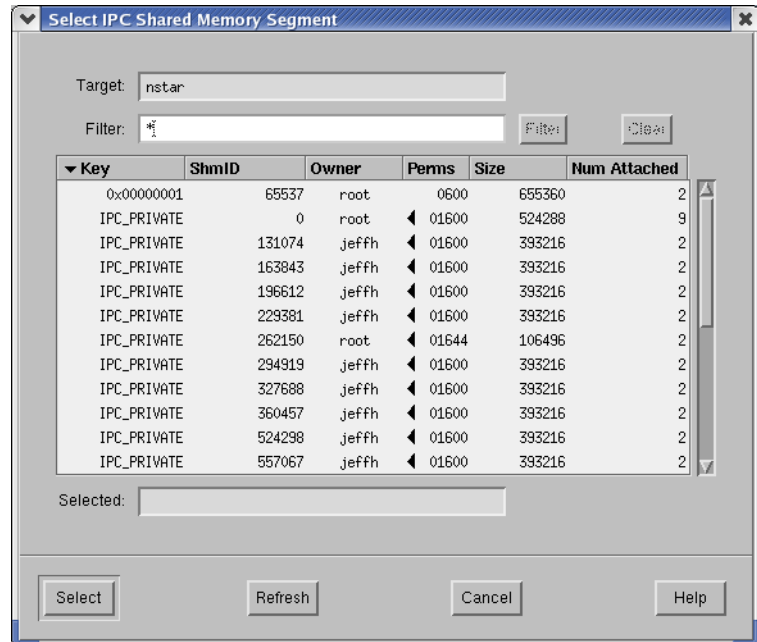 Select IPC Shared Memory Segment
Target: nstar
Filter: * Filter Clear
Key ShmID Owner Perms Size Num Attached
0x00000001 65537 root 0600 655360 2
IPC_PRIVATE 0 root 01600 524288 9
IPC_PRIVATE 131074 jeffh 01600 393216 2
IPC_PRIVATE 163843 jeffh 01600 393216 2
IPC_PRIVATE 196612 jeffh 01600 393216 2
IPC_PRIVATE 229381 jeffh 01600 393216 2
IPC_PRIVATE 262150 root 01644 106496 2
IPC_PRIVATE 294919 jeffh 01600 393216 2
IPC_PRIVATE 327688 jeffh 01600 393216 2
IPC_PRIVATE 360457 jeffh 01600 393216 2
IPC_PRIVATE 524298 jeffh 01600 393216 2
IPC_PRIVATE 557067 jeffh 01600 393216 2
Selected:
Select Refresh Cancel Help